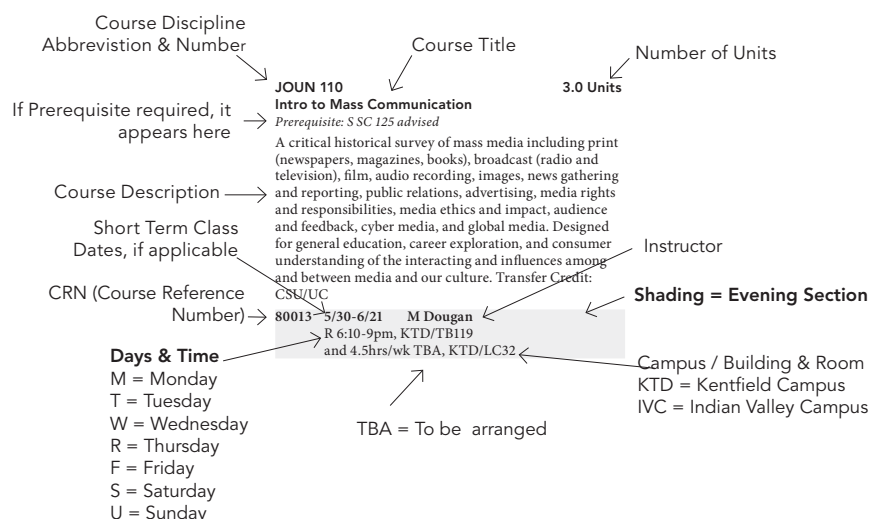 Course Discipline
Abbrevistion & Number
Course Title
Number of Units
If Prerequisite required, it
appears here
JOUN 110
3.0 Units
Intro to Mass Communication
Prerequisite: S SC 125 advised
A critical historical survey of mass media including print
(newspapers, magazines, books), broadcast (radio and
television), film, audio recording, images, news gathering
and reporting, public relations, advertising, media rights
and responsibilities, media ethics and impact, audience
and feedback, cyber media, and global media. Designed
for general education, career exploration, and consumer
understanding of the interacting and influences among
and between media and our culture. Transfer Credit:
CSU/UC
Course Description
Short Term Class
Dates, if applicable
Instructor
CRN (Course Reference
Number)
Shading = Evening Section
80013 5/30-6/21 M Dougan
R 6:10-9pm, KTD/TB119
and 4.5hrs/wk TBA, KTD/LC32
Days & Time
M = Monday
T = Tuesday
W = Wednesday
R = Thursday
F = Friday
S = Saturday
U = Sunday
TBA = To be arranged
Campus / Building & Room
KTD = Kentfield Campus
IVC = Indian Valley Campus